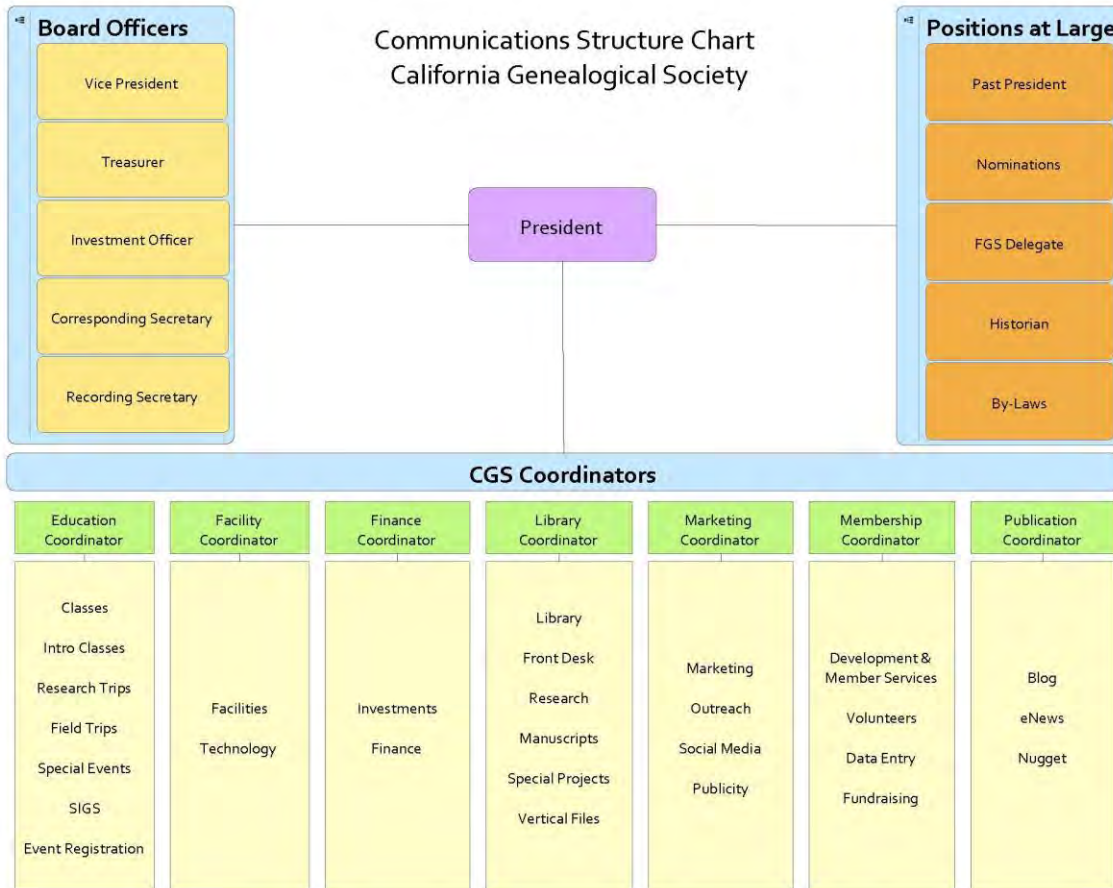 Board Officers
Vice President
Treasurer
Investment Officer
Corresponding Secretary
Recording Secretary
Communications Structure Chart
California Genealogical Society
President
Positions at Large
Past President
Nominations
FGS Delegate
Historian
By-Laws
CGS Coordinators
Education
Coordinator
Classes
Intro Classes
Research Trips
Field Trips
Special Events
SIGS
Event Registration
Facility
Coordinator
Facilities
Technology
Finance
Coordinator
Investments
Finance
Library
Coordinator
Library
Front Desk
Research
Manuscripts
Special Projects
Vertical Files
Marketing
Coordinator
Marketing
Outreach
Social Media
Publicity
Membership
Coordinator
Development &
Member Services
Volunteers
Data Entry
Fundraising
Publication
Coordinator
Blog
eNews
Nugget